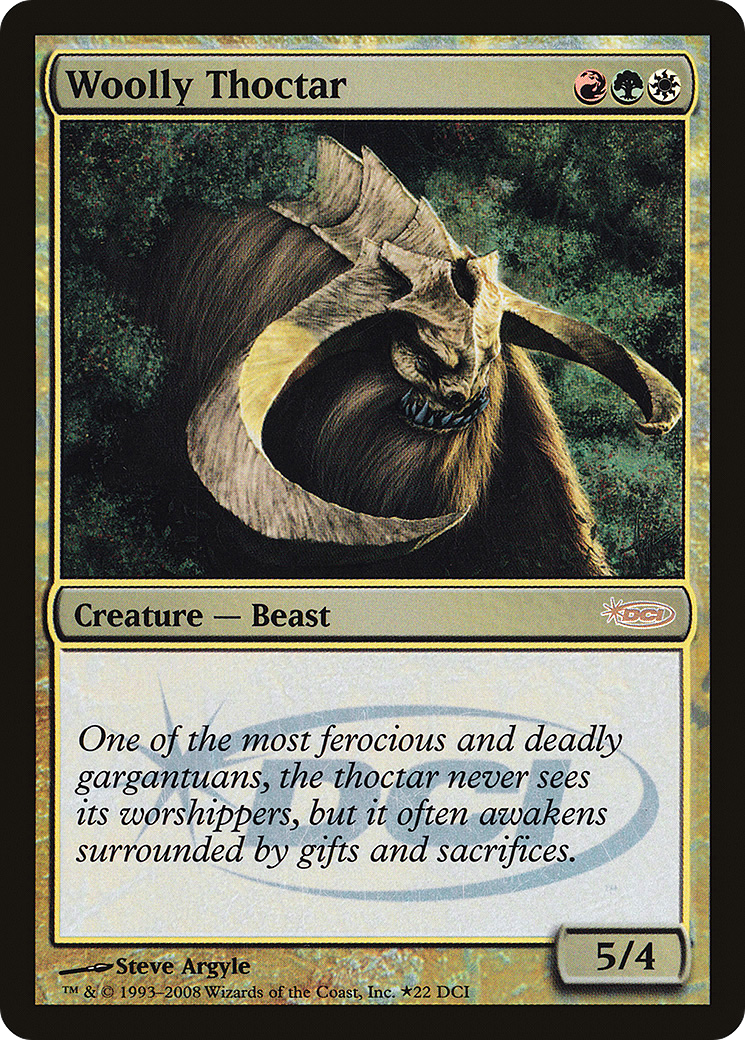 Woolly Thoctar
Creature — Beast
DCI
DCI
One of the most ferocious and deadly
gargantuans, the thoctar never sees
its worshippers, but it often awakens
surrounded by gifts and sacrifices.
5/4
Steve Argyle
™ & © 1993–2008 Wizards of the Coast, Inc. ★22 DCI